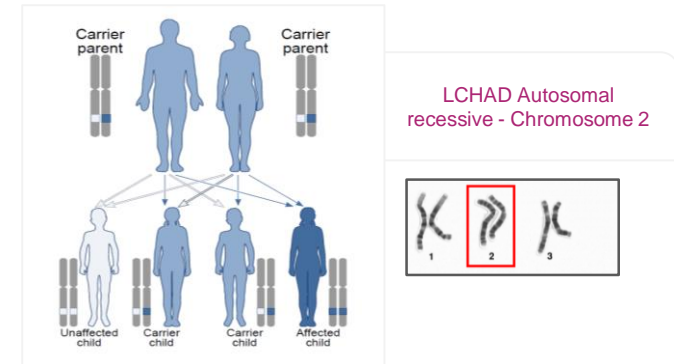 Carrier
parent
Carrier
parent
LCHAD Autosomal
recessive - Chromosome 2
1
2
3
Unaffected
child
Carrier
child
Carrier
child
Affected
child